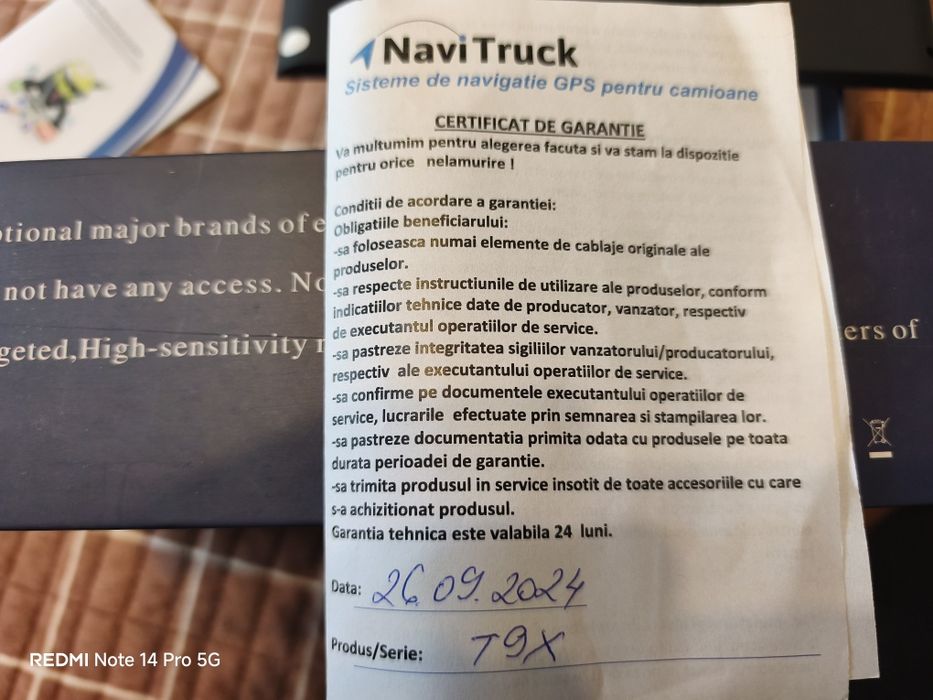 NaviTruck
Sisteme de navigatie GPS pentru camioane
CERTIFICAT DE GARANTIE
Va multumim pentru alegerea facuta si va stam la dispozitie
pentru orice nelamurire !
Conditii de acordare a garantiei:
Obligatiile beneficiarului:
-sa foloseasca numai elemente de cablaje originale ale
produselor.
-sa respecte instructiunile de utilizare ale produselor, conform
indicatiilor tehnice date de producator, vanzator, respectiv
de executantul operatiilor de service.
-sa pastreze integritatea sigiliilor vanzatorului/producatorului,
respectiv ale executantului operatiilor de service.
-sa confirme pe documentele executantului operatiilor de
service, lucrarile efectuate prin semnarea si stampilarea lor.
-sa pastreze documentatia primita odata cu produsele pe toata
durata perioadei de garantie.
-sa trimita produsul in service insotit de toate accesoriile cu care
s-a achizitionat produsul.
Garantia tehnica este valabila 24 luni.
Data: 26.09.2024
Produs/Serie: T9X
major brands of
not have any access.
High-sensitivity
ers of
REDMI Note 14 Pro 5G